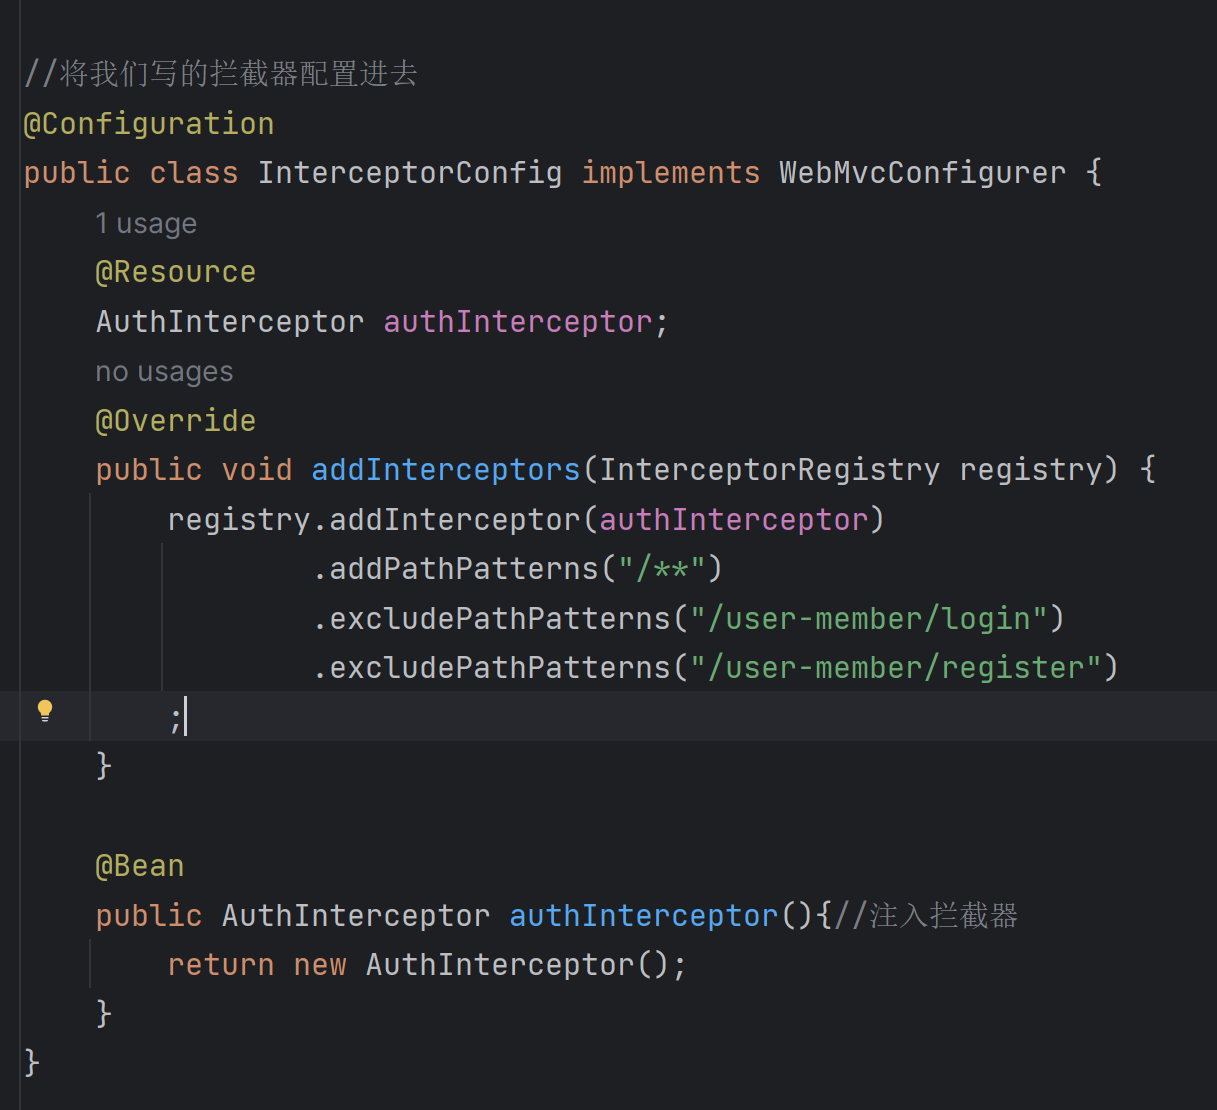 //将我们写的拦截器配置进去
@Configuration
public class InterceptorConfig implements WebMvcConfigurer {
1 usage
@Resource
AuthInterceptor authInterceptor;
no usages
@Override
public void addInterceptors(InterceptorRegistry registry) {
registry.addInterceptor(authInterceptor)
.addPathPatterns("/**")
.excludePathPatterns("/user-member/login")
.excludePathPatterns("/user-member/register")
;
}
@Bean
public AuthInterceptor authInterceptor(){//注入拦截器
return new AuthInterceptor();
}
}